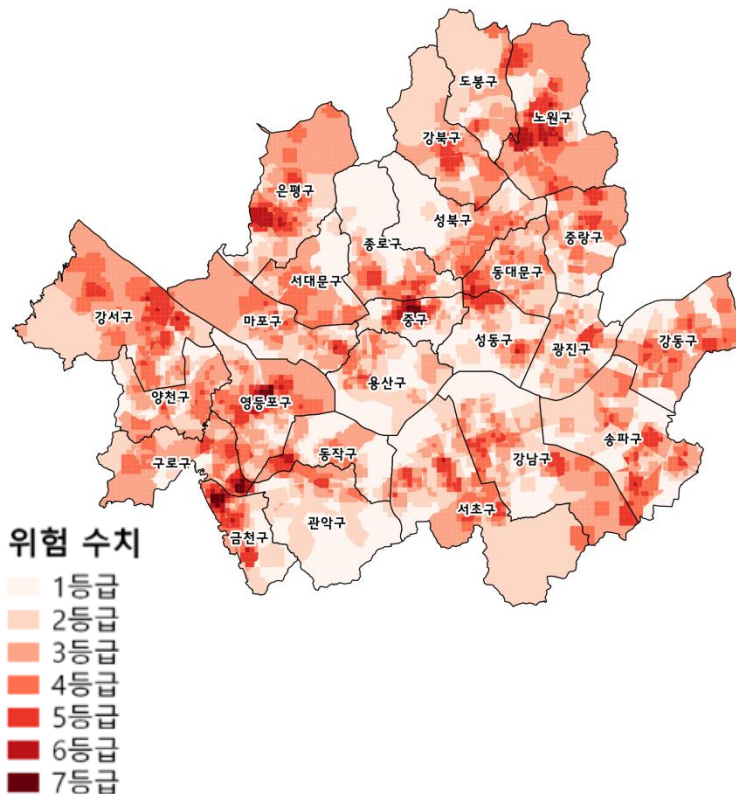 도봉구
노원구
강북구
은평구
성북구
중랑구
종로구
동대문구
서대문구
강서구
마포구
중구
성동구
광진구
강동구
양천구
영등포구
용산구
송파구
구로구
동작구
강남구
서초구
관악구
금천구
위험 수치
1등급
2등급
3등급
4등급
5등급
6등급
7등급